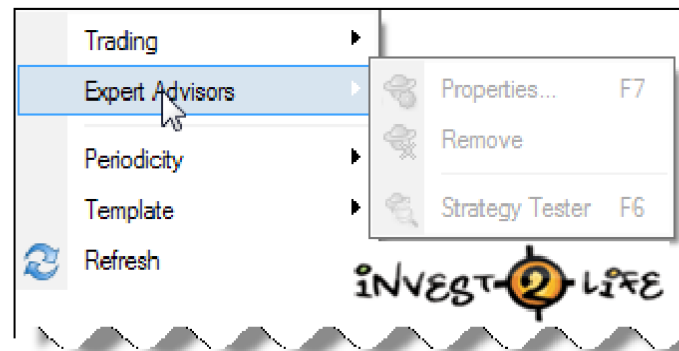 Trading
Expert Advisors
Properties... F7
Remove
Periodicity
Template
Strategy Tester F6
Refresh
iNVEST-2-LiFE